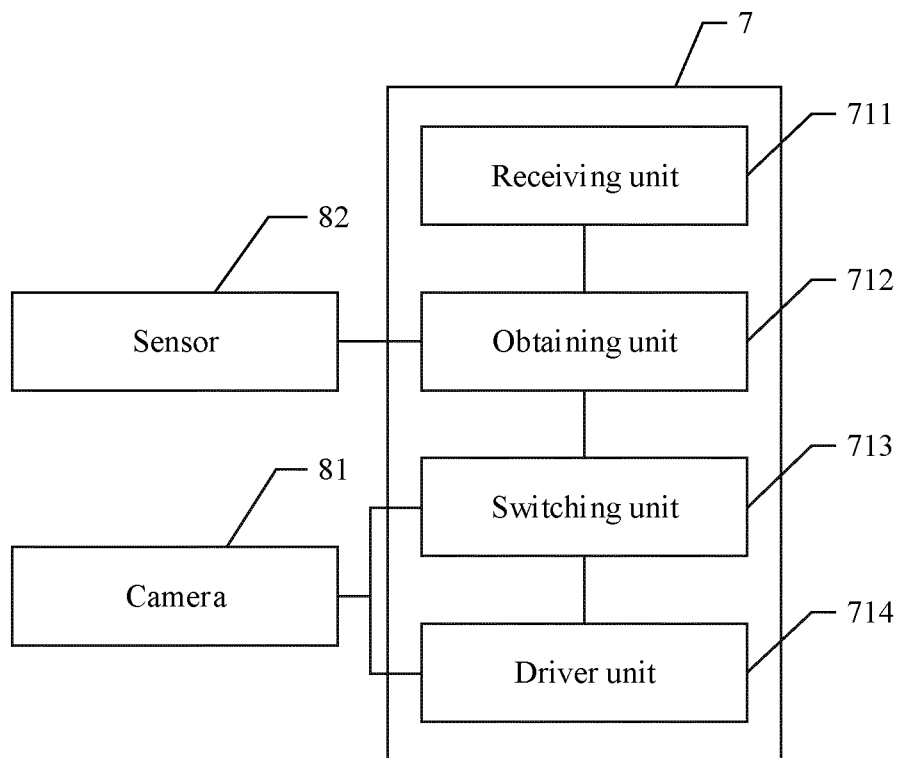 7
711
Receiving unit
82
712
Sensor
Obtaining unit
713
81
Switching unit
Camera
714
Driver unit